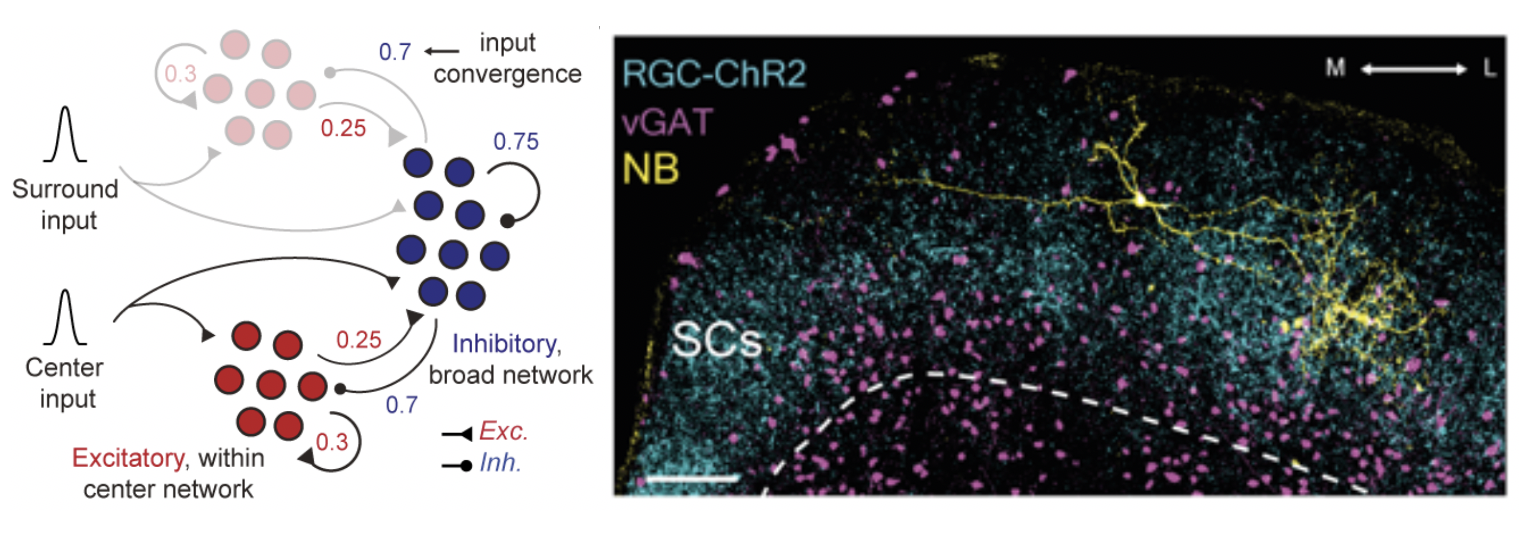 0.7
input
convergence
0.3
0.25
Surround
input
0.75
Center
input
0.25
Inhibitory,
broad network
0.7
Excitatory, within
center network
0.3
Exc.
Inh.
RGC-ChR2
vGAT
NB
M
L
SCs